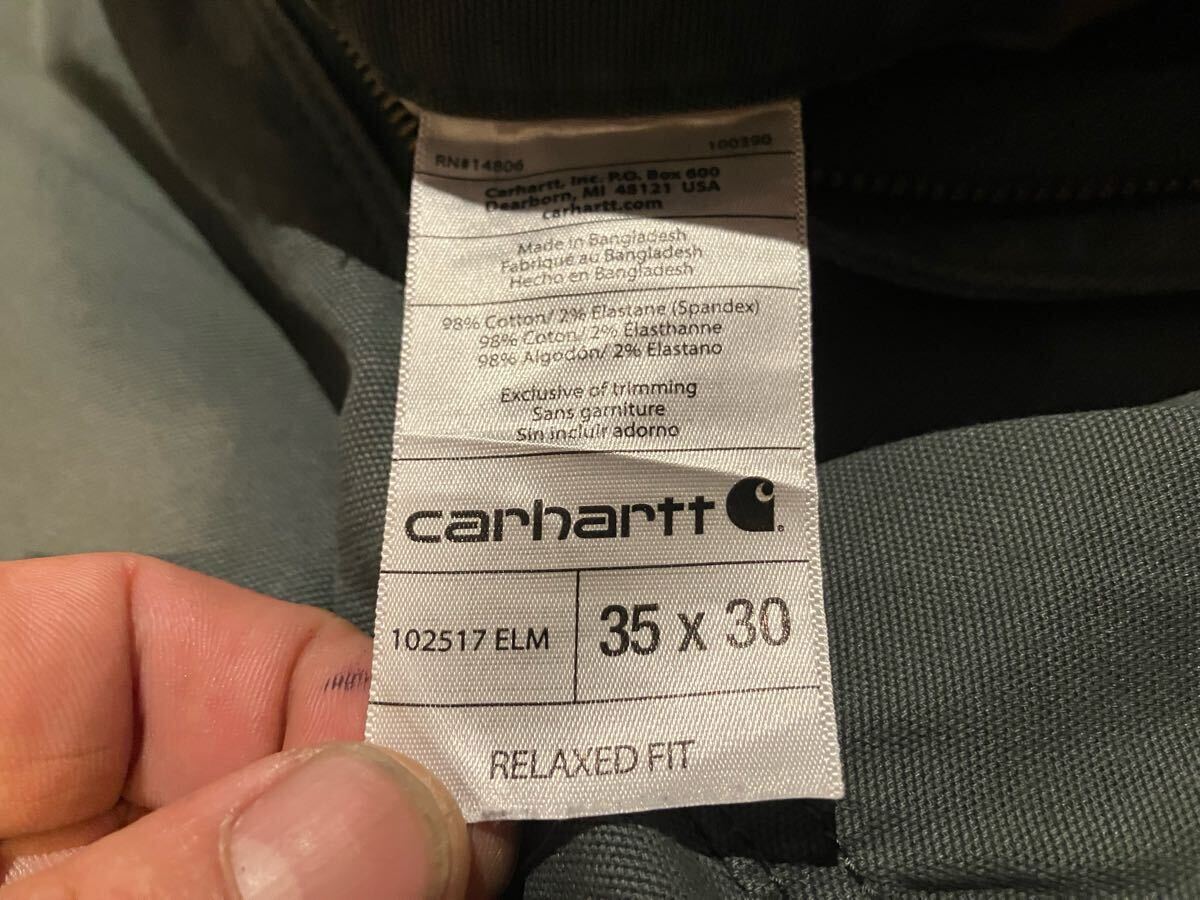 RN#14806 100390
Carhartt, Inc. P.O. Box 600
Dearborn, MI 48121 USA
carhartt.com
Made in Bangladesh
Fabriqué au Bangladesh
Hecho en Bangladesh
98% Cotton/ 2% Elastane (Spandex)
98% Coton/ 2% Élasthanne
98% Algodón/ 2% Elastano
Exclusive of trimming
Sans garniture
Sin incluir adorno
carhartt
102517 ELM 35 x 30
RELAXED FIT